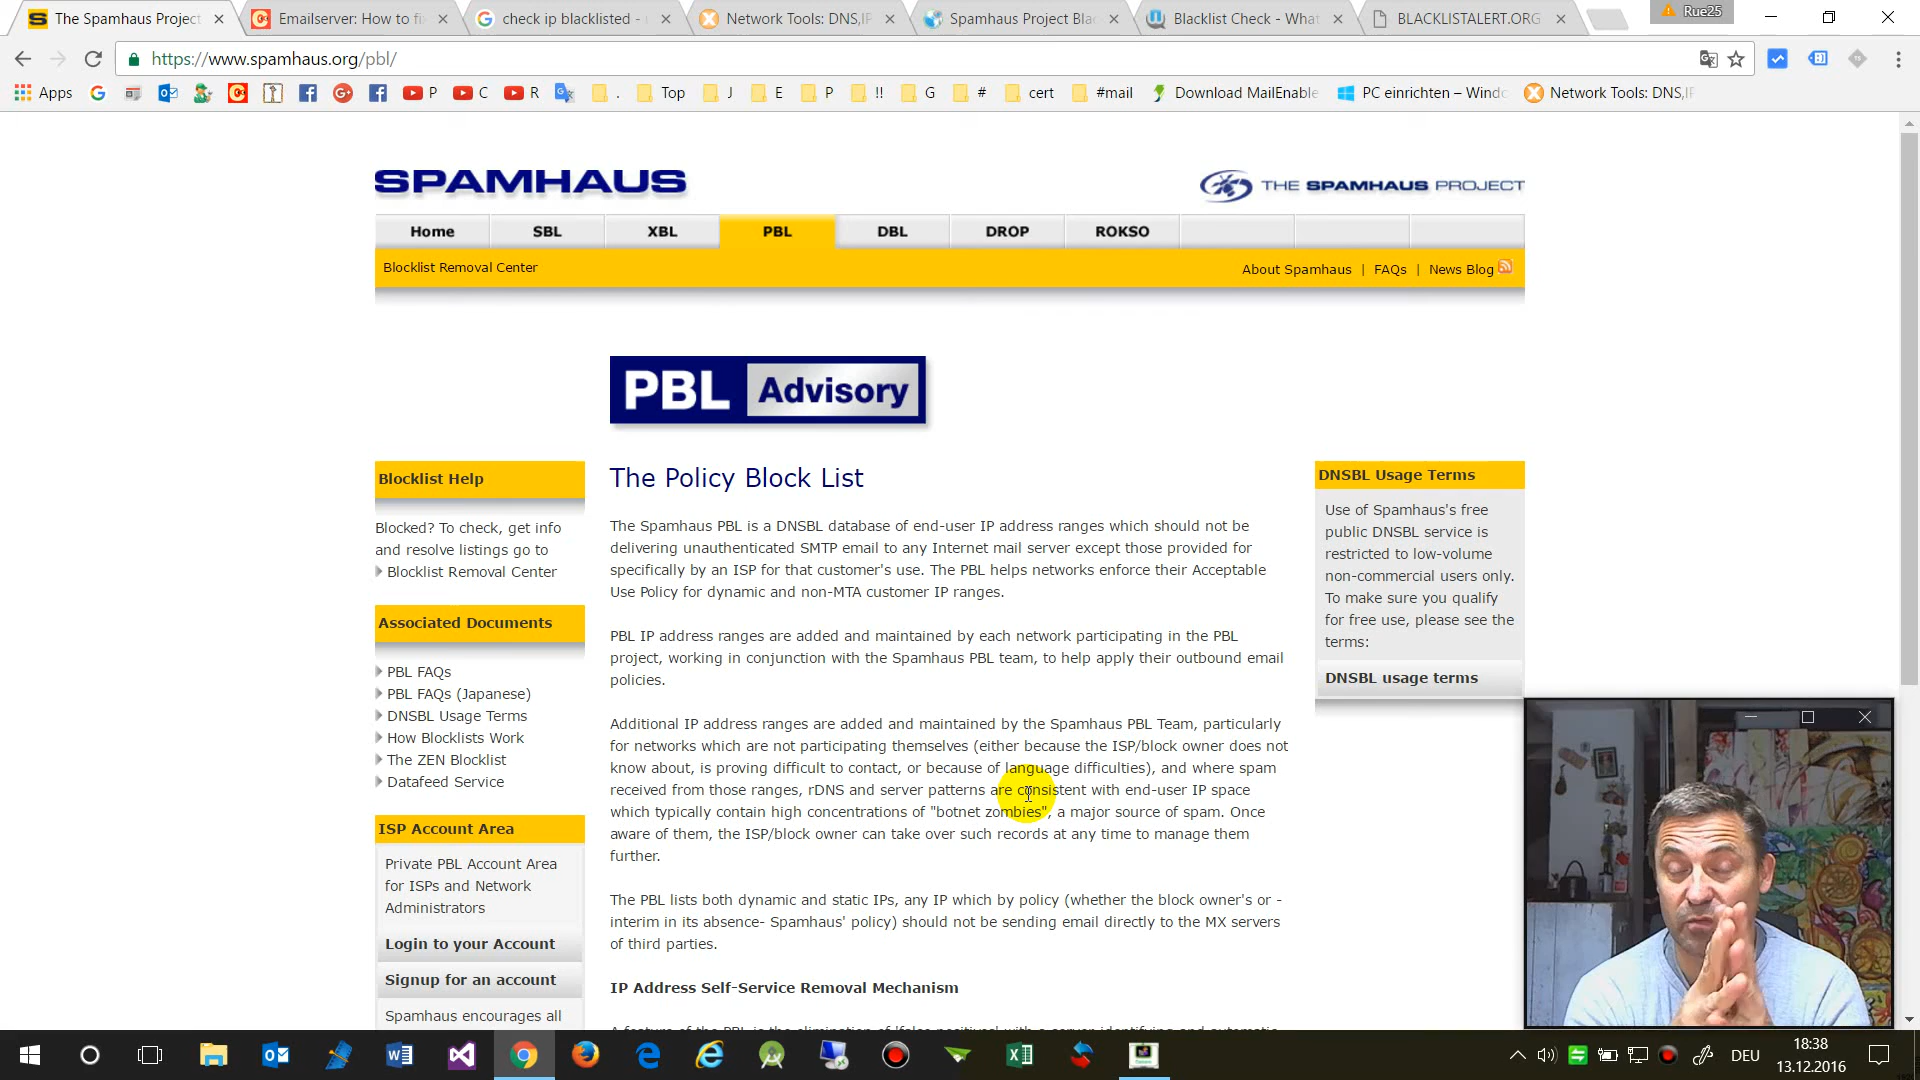 The Spamhaus Project
Emailserver: How to fi
check ip blacklisted -
Network Tools: DNS,IP
Spamhaus Project Bla
Blacklist Check - What
BLACKLISTALERT.ORG
Rue25
https://www.spamhaus.org/pbl/
Apps
P
C
R
.
Top
J
E
P
!!
G
#
cert
#mail
Download MailEnable
PC einrichten – Windo
Network Tools: DNS,IP
SPAMHAUS
THE SPAMHAUS PROJECT
Home
SBL
XBL
PBL
DBL
DROP
ROKSO
Blocklist Removal Center
About Spamhaus | FAQs | News Blog
PBL Advisory
Blocklist Help
Blocked? To check, get info
and resolve listings go to
Blocklist Removal Center
Associated Documents
PBL FAQs
PBL FAQs (Japanese)
DNSBL Usage Terms
How Blocklists Work
The ZEN Blocklist
Datafeed Service
ISP Account Area
Private PBL Account Area
for ISPs and Network
Administrators
Login to your Account
Signup for an account
Spamhaus encourages all
The Policy Block List
The Spamhaus PBL is a DNSBL database of end-user IP address ranges which should not be
delivering unauthenticated SMTP email to any Internet mail server except those provided for
specifically by an ISP for that customer's use. The PBL helps networks enforce their Acceptable
Use Policy for dynamic and non-MTA customer IP ranges.
PBL IP address ranges are added and maintained by each network participating in the PBL
project, working in conjunction with the Spamhaus PBL team, to help apply their outbound email
policies.
Additional IP address ranges are added and maintained by the Spamhaus PBL Team, particularly
for networks which are not participating themselves (either because the ISP/block owner does not
know about, is proving difficult to contact, or because of language difficulties), and where spam
received from those ranges, rDNS and server patterns are consistent with end-user IP space
which typically contain high concentrations of "botnet zombies", a major source of spam. Once
aware of them, the ISP/block owner can take over such records at any time to manage them
further.
The PBL lists both dynamic and static IPs, any IP which by policy (whether the block owner's or -
interim in its absence- Spamhaus' policy) should not be sending email directly to the MX servers
of third parties.
IP Address Self-Service Removal Mechanism
A feature of the PBL is the elimination of 'false positives' with a server identifying and automatic
DNSBL Usage Terms
Use of Spamhaus's free
public DNSBL service is
restricted to low-volume
non-commercial users only.
To make sure you qualify
for free use, please see the
terms:
DNSBL usage terms
DEU
18:38
13.12.2016